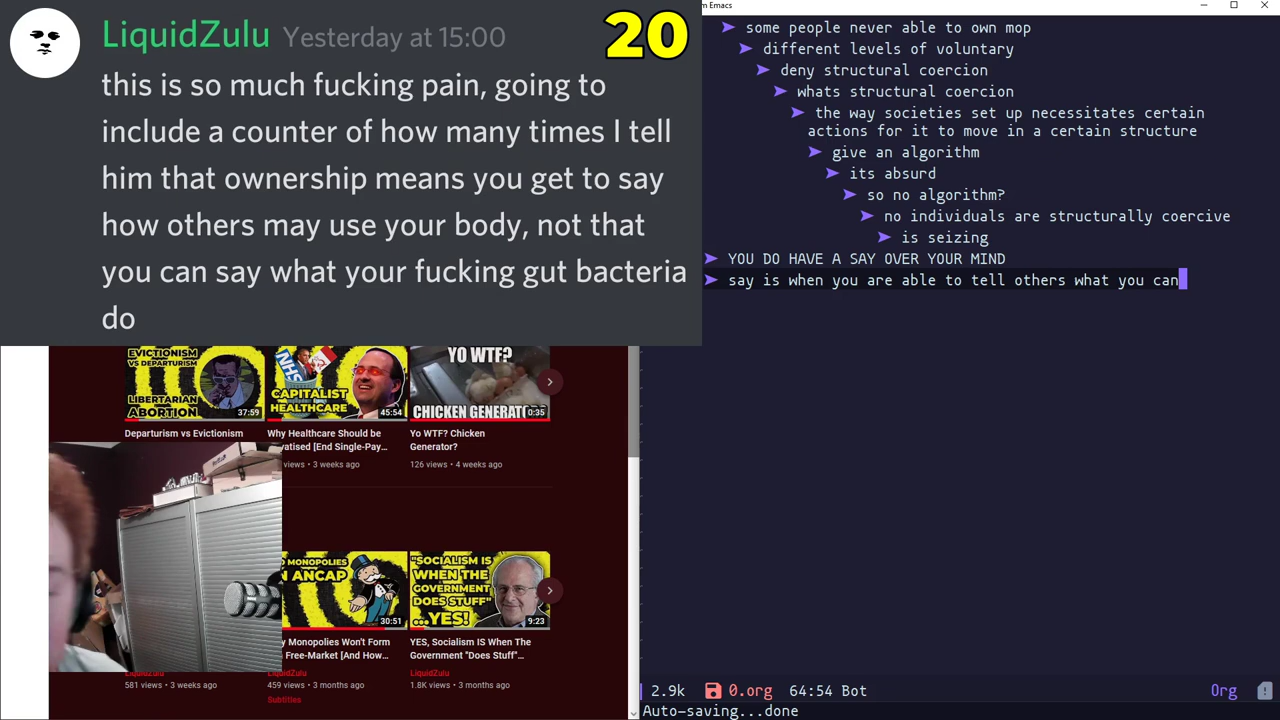 LiquidZulu Yesterday at 15:00
20
this is so much fucking pain, going to
include a counter of how many times I tell
him that ownership means you get to say
how others may use your body, not that
you can say what your fucking gut bacteria
do
m Emacs
some people never able to own mop
different levels of voluntary
deny structural coercion
whats structural coercion
the way societies set up necessitates certain
actions for it to move in a certain structure
give an algorithm
its absurd
so no algorithm?
no individuals are structurally coercive
is seizing
YOU DO HAVE A SAY OVER YOUR MIND
say is when you are able to tell others what you can
EVICTIONISM
VS DEPARTURISM
LIBERTARIAN
ABORTION
37:59
NHS
CAPITALIST
HEALTHCARE
45:54
YO WTF?
CHICKEN GENERATOR
0:35
Departurism vs Evictionism
Why Healthcare Should be
vatised [End Single-Pay...
views • 3 weeks ago
Yo WTF? Chicken
Generator?
126 views • 4 weeks ago
MONOPOLIES
N ANCAP
30:51
"SOCIALISM IS
WHEN THE
GOVERNMENT
DOES STUFF"
...YES!
9:23
y Monopolies Won't Form
Free-Market [And How...
YES, Socialism IS When The
Government "Does Stuff"...
LiquidZulu
581 views • 3 weeks ago
LiquidZulu
459 views • 3 months ago
Subtitles
LiquidZulu
1.8K views • 3 months ago
2.9k 0.org 64:54 Bot Org
Auto-saving...done